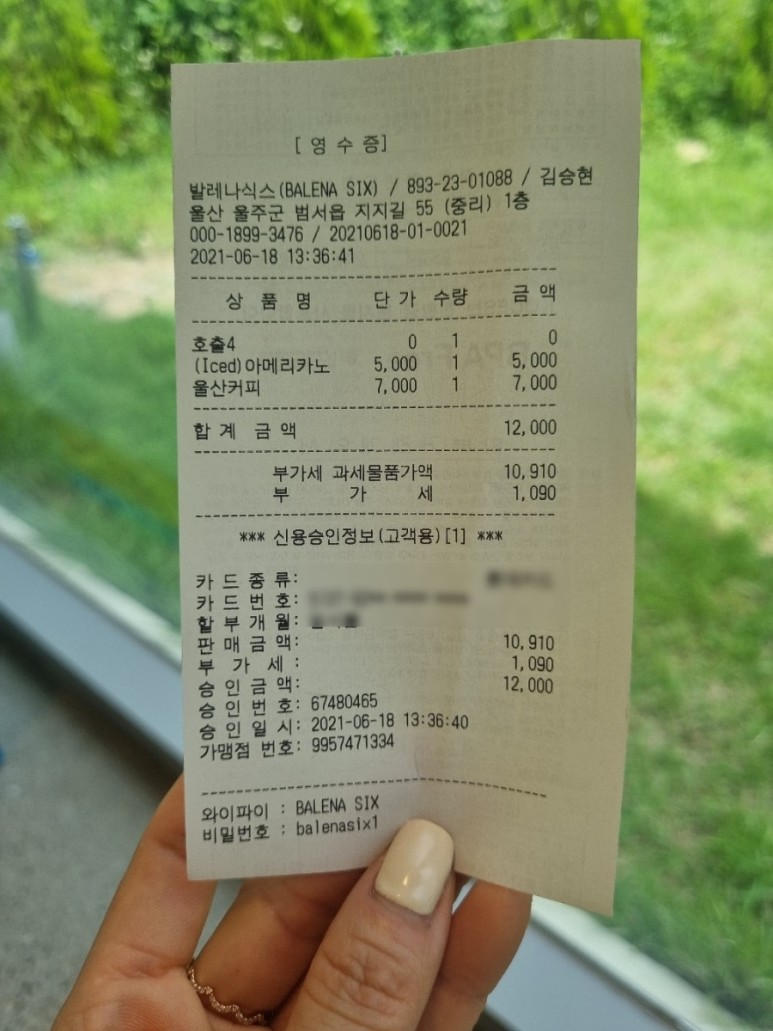 [ 영 수 증]
발레나식스(BALENA SIX) / 893-23-01088 / 김승현
울산 울주군 범서읍 지지길 55 (중리) 1층
000-1899-3476 / 20210618-01-0021
2021-06-18 13:36:41
상 품 명 단 가 수량 금 액
호출4 0 1 0
(Iced)아메리카노 5,000 1 5,000
울산커피 7,000 1 7,000
합 계 금 액 12,000
부가세 과세물품가액 10,910
부 가 세 1,090
*** 신용승인정보(고객용)[1] ***
카 드 종 류:
카 드 번 호:
할 부 개 월:
판 매 금 액: 10,910
부 가 세 : 1,090
승 인 금 액: 12,000
승 인 번 호: 67480465
승 인 일 시: 2021-06-18 13:36:40
가맹점 번호: 9957471334
와이파이 : BALENA SIX
비밀번호 : balenasix1